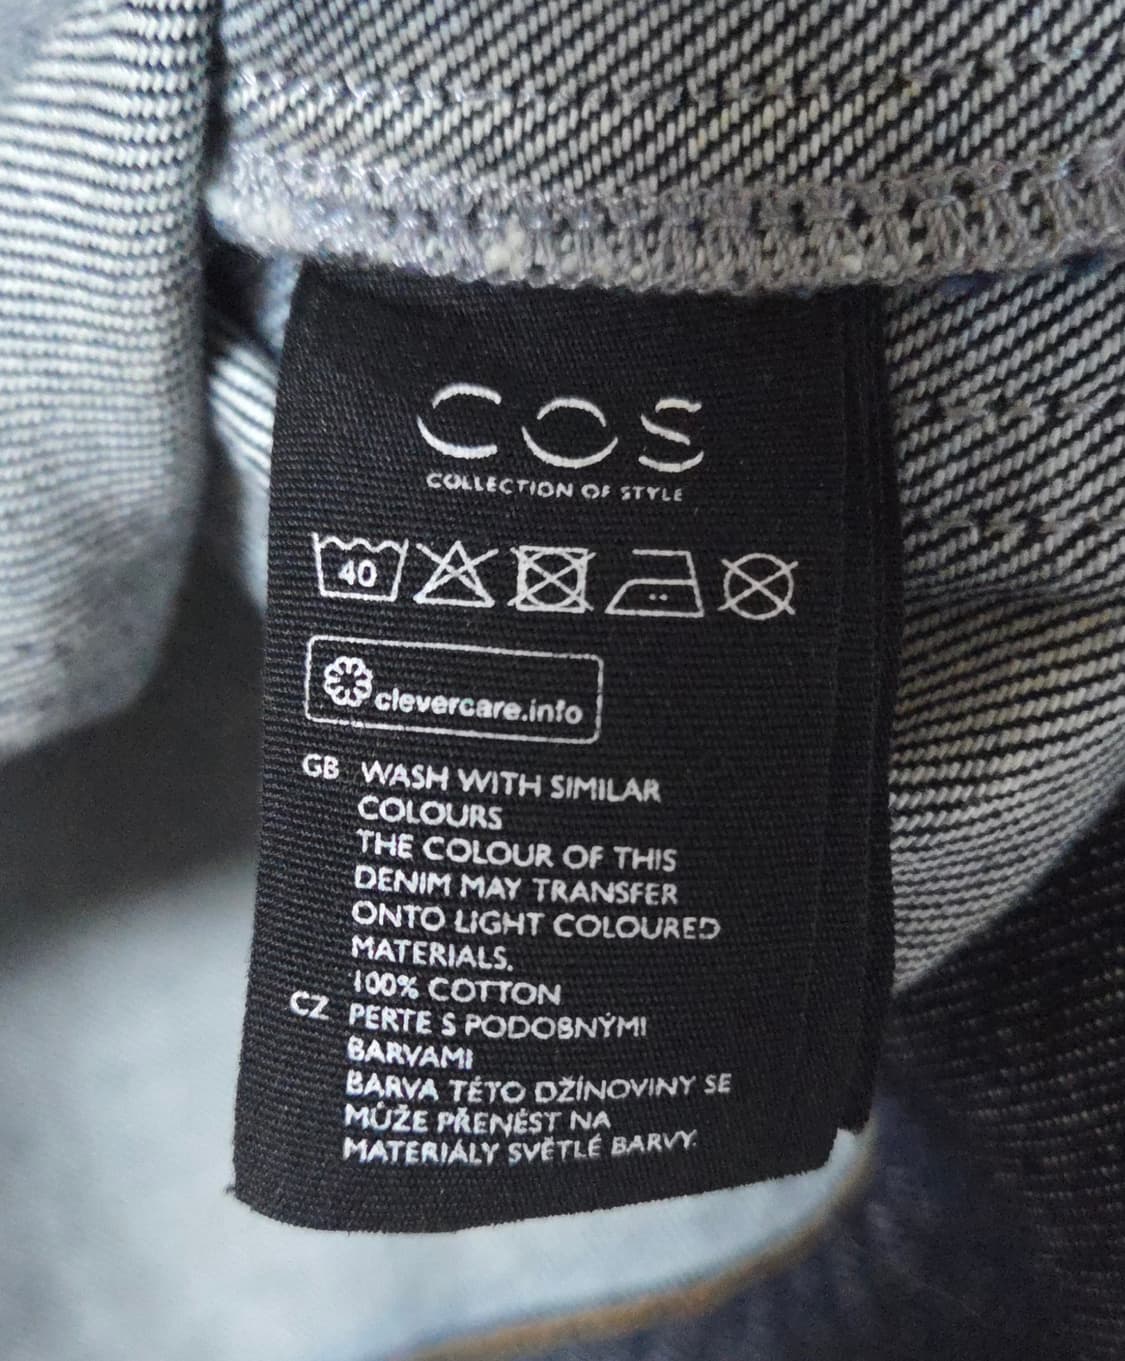 COS
COLLECTION OF STYLE
40
clevercare.info
GB WASH WITH SIMILAR
COLOURS
THE COLOUR OF THIS
DENIM MAY TRANSFER
ONTO LIGHT COLOURED
MATERIALS.
100% COTTON
CZ PERTE S PODOBNÝMI
BARVAMI
BARVA TÉTO DŽÍNOVINY SE
MŮŽE PŘENÉST NA
MATERIÁLY SVĚTLÉ BARVY.